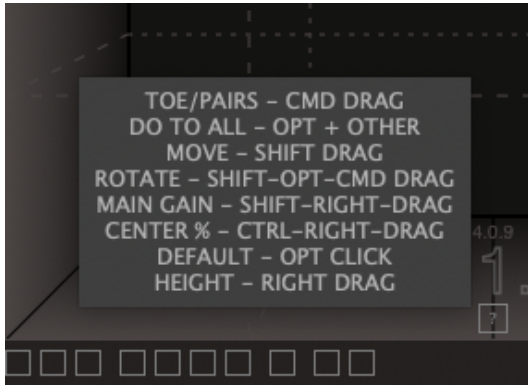 TOE/PAIRS – CMD DRAG
DO TO ALL – OPT + OTHER
MOVE – SHIFT DRAG
ROTATE – SHIFT–OPT–CMD DRAG
MAIN GAIN – SHIFT–RIGHT–DRAG
CENTER % – CTRL–RIGHT–DRAG
DEFAULT – OPT CLICK
HEIGHT – RIGHT DRAG
4.0.9
1.
?